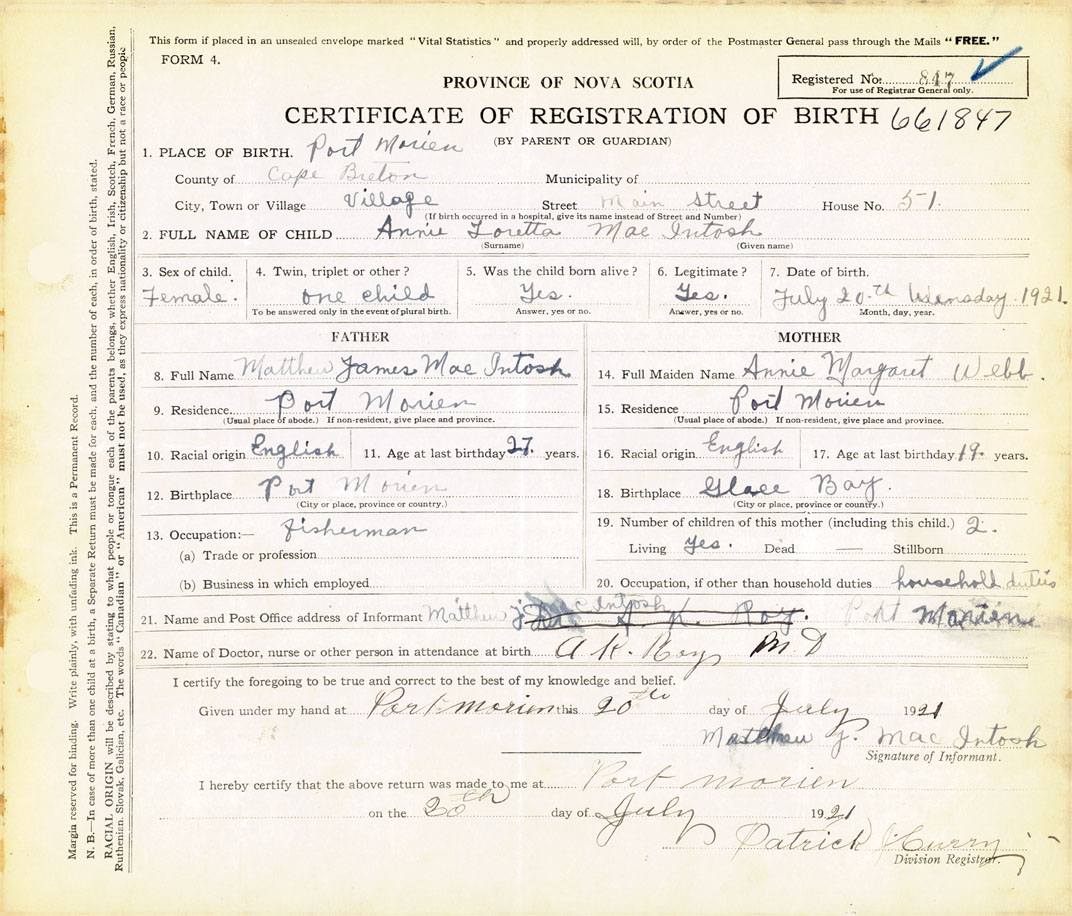 This form if placed in an unsealed envelope marked "Vital Statistics" and properly addressed will, by order of the Postmaster General pass through the Mails "FREE."
FORM 4.
PROVINCE OF NOVA SCOTIA
Registered No: 847
For use of Registrar General only.
CERTIFICATE OF REGISTRATION OF BIRTH 661847
(BY PARENT OR GUARDIAN)
1. PLACE OF BIRTH. Port Morien
County of Cape Breton Municipality of
City, Town or Village Village Street Main Street House No. 51.
(If birth occurred in a hospital, give its name instead of Street and Number)
2. FULL NAME OF CHILD Annie Loretta Mac Intosh
(Surname) (Given name)
3. Sex of child. 4. Twin, triplet or other? 5. Was the child born alive? 6. Legitimate? 7. Date of birth.
Female. one child Yes. Yes. July 20th Wensday. 1921.
To be answered only in the event of plural birth. Answer, yes or no. Answer, yes or no. Month, day, year.
FATHER MOTHER
8. Full Name Matthew James Mac Intosh 14. Full Maiden Name Annie Margaret Webb.
9. Residence. Port Morien 15. Residence Port Morien
(Usual place of abode.) If non-resident, give place and province. (Usual place of abode.) If non-resident, give place and province.
10. Racial origin English 11. Age at last birthday 27. years. 16. Racial origin English 17. Age at last birthday 19. years.
12. Birthplace Port Morien 18. Birthplace Glace Bay.
(City or place, province or country.) (City or place, province or country.)
13. Occupation:— fisherman 19. Number of children of this mother (including this child.) 2.
(a) Trade or profession Living Yes. Dead — Stillborn
(b) Business in which employed 20. Occupation, if other than household duties household duties
21. Name and Post Office address of Informant Matthew J. Mac Intosh A. K. Roy. Port Morien
22. Name of Doctor, nurse or other person in attendance at birth A K. Roy M D
I certify the foregoing to be true and correct to the best of my knowledge and belief.
Given under my hand at Port morien this 20th day of July 1921
Matthew J. Mac Intosh
Signature of Informant.
I hereby certify that the above return was made to me at Port morien
on the 20th day of July 1921
Patrick J Curry
Division Registrar.
Margin reserved for binding. Write plainly, with unfading ink. This is a Permanent Record.
N. B.—In case of more than one child at a birth, a Separate Return must be made for each, and the number of each, in order of birth, stated.
RACIAL ORIGIN will be described by stating to what people or tongue each of the parents belongs, whether English, Irish, Scotch, French, German, Russian,
Ruthenian, Slovak, Galician, etc. The words "Canadian" or "American" must not be used, as they express nationality or citizenship but not a race or people